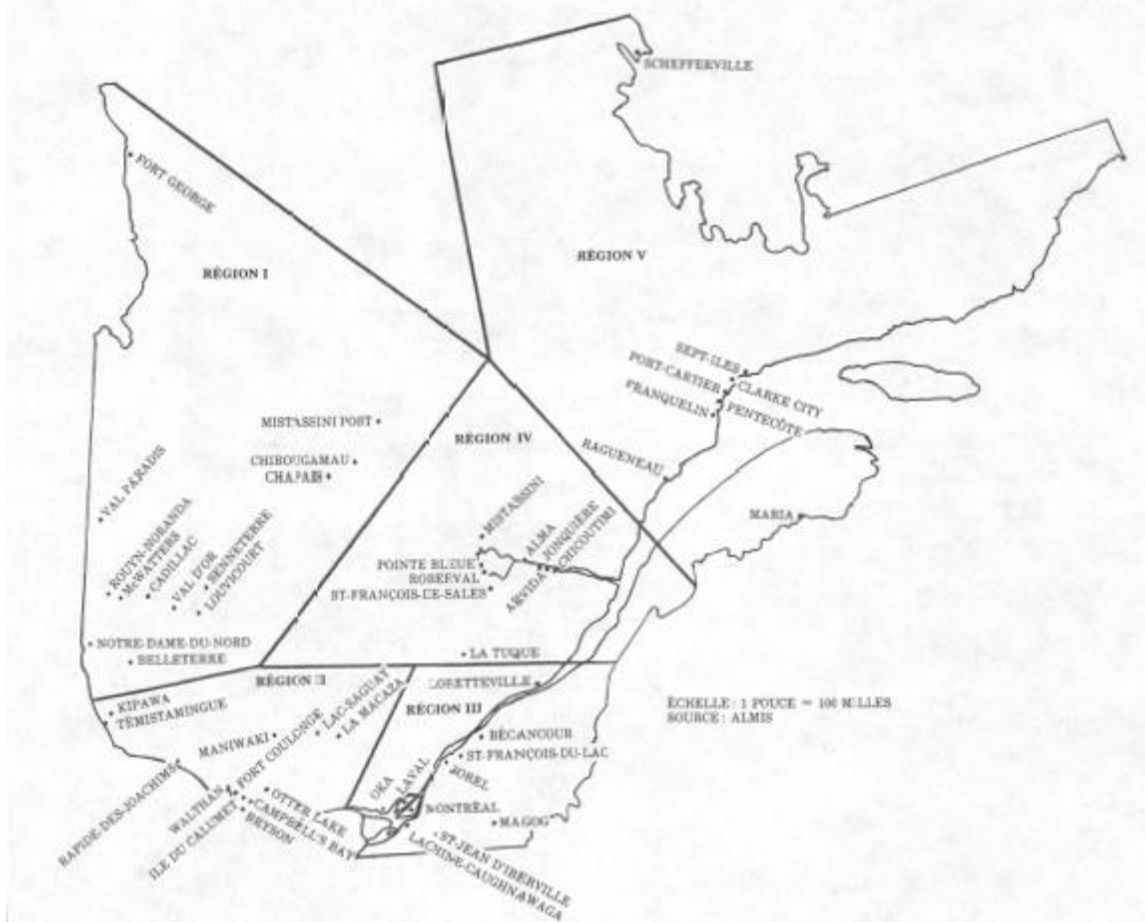 SCHEFFERVILLE
FORT GEORGE
RÉGION V
RÉGION I
SEPT-ILES
PORT-CARTIER
CLARKE CITY
FRANQUELIN
PENTECÔTE
MISTASSINI POST
RÉGION IV
RAGUENEAU
CHIBOUGAMAU
CHAPAIS
VAL PARADIS
MISTASSINI
MARIA
ALMA
JONQUIÈRE
CHICOUTIMI
ARVIDA
POINTE BLEUE
ROBERVAL
ST-FRANÇOIS-DE-SALES
ROUYN-NORANDA
McWATTERS
CADILLAC
VAL D'OR
SENNETERRE
LOUVICOURT
NOTRE-DAME-DU-NORD
BELLETERRE
LA TUQUE
RÉGION II
LORETTEVILLE
KIPAWA
TÉMISTAMINGUE
LAC-SAGUAY
LA MACAZA
RÉGION III
ÉCHELLE: 1 POUCE = 100 MILLES
SOURCE: ALMIS
MANIWAKI
BÉCANCOUR
ST-FRANÇOIS-DU-LAC
RAPIDE-DES-JOACHIMS
WALTHAN
FORT COULONGE
ILE DU CALUMET
OTTER LAKE
CAMPBELL'S BAY
BRYSON
OKA
LAVAL
MONTRÉAL
MAGOG
ST-JEAN D'IBERVILLE
LACHINE-CAUGHNAWAGA